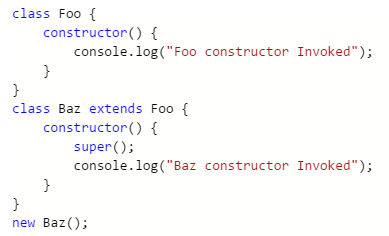 class Foo {
    constructor() {
        console.log("Foo constructor Invoked");
    }
}
class Baz extends Foo {
    constructor() {
        super();
        console.log("Baz constructor Invoked");
    }
}
new Baz();